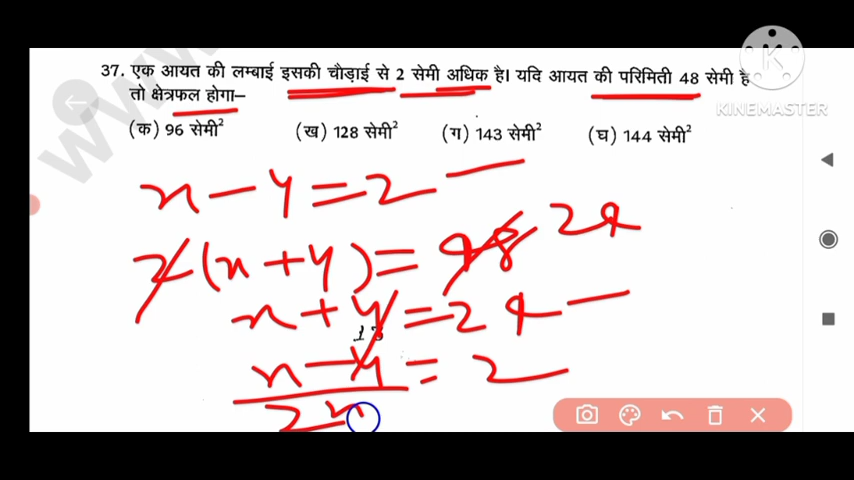 37. एक आयत की लम्बाई इसकी चौड़ाई से 2 सेमी अधिक है। यदि आयत की परिमिती 48 सेमी है
तो क्षेत्रफल होगा–
(क) 96 सेमी² (ख) 128 सेमी² (ग) 143 सेमी² (घ) 144 सेमी²
KINEMASTER
x - y = 2
2(x + y) = 48 24
x + y = 24
x - y = 2
2x